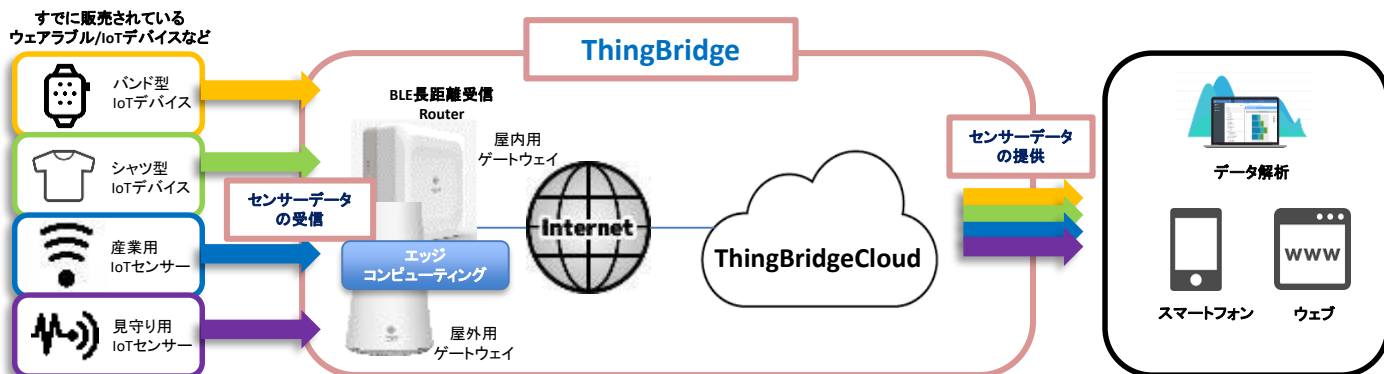 すでに販売されている
ウェアラブル/IoTデバイスなど
バンド型
IoTデバイス
シャツ型
IoTデバイス
産業用
IoTセンサー
見守り用
IoTセンサー
センサーデータ
の受信
ThingBridge
BLE長距離受信
Router
屋内用
ゲートウェイ
エッジ
コンピューティング
屋外用
ゲートウェイ
Internet
ThingBridgeCloud
センサーデータ
の提供
データ解析
スマートフォン
www
ウェブ